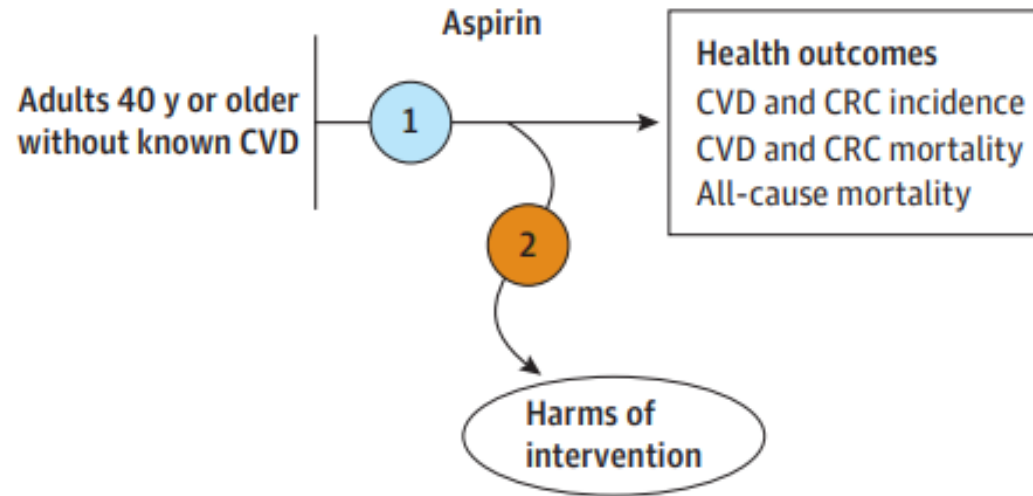 Aspirin
Adults 40 y or older
without known CVD
1
Health outcomes
CVD and CRC incidence
CVD and CRC mortality
All-cause mortality
2
Harms of
intervention